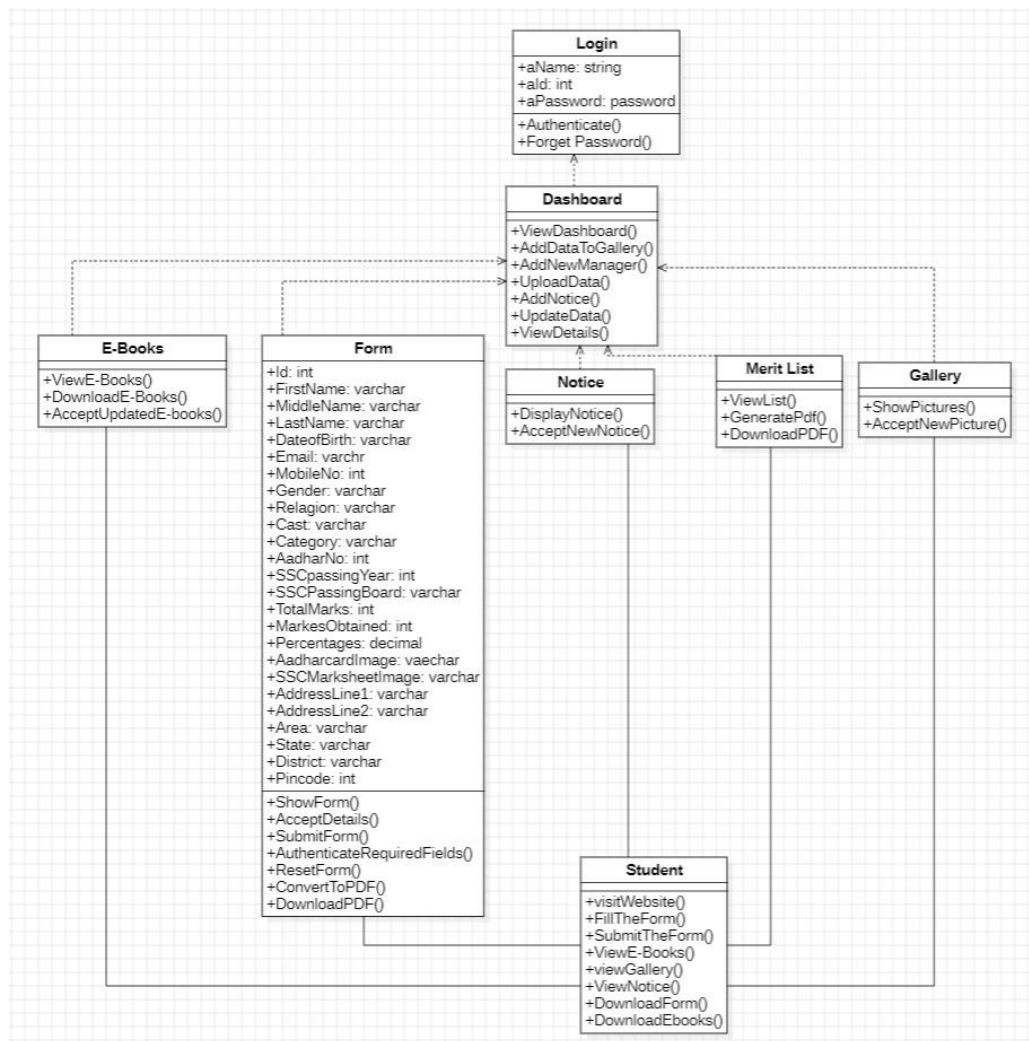 Login
+aName: string
+aId: int
+aPassword: password
+Authenticate()
+Forget Password()
Dashboard
+ViewDashboard()
+AddDataToGallery()
+AddNewManager()
+UploadData()
+AddNotice()
+UpdateData()
+ViewDetails()
E-Books
+ViewE-Books()
+DownloadE-Books()
+AcceptUpdatedE-books()
Form
+Id: int
+FirstName: varchar
+MiddleName: varchar
+LastName: varchar
+DateofBirth: varchar
+Email: varchr
+MobileNo: int
+Gender: varchar
+Relagion: varchar
+Cast: varchar
+Category: varchar
+AadharNo: int
+SSCpassingYear: int
+SSCPassingBoard: varchar
+TotalMarks: int
+MarkesObtained: int
+Percentages: decimal
+AadharcardImage: vaechar
+SSCMarksheetImage: varchar
+AddressLine1: varchar
+AddressLine2: varchar
+Area: varchar
+State: varchar
+District: varchar
+Pincode: int
+ShowForm()
+AcceptDetails()
+SubmitForm()
+AuthenticateRequiredFields()
+ResetForm()
+ConvertToPDF()
+DownloadPDF()
Notice
+DisplayNotice()
+AcceptNewNotice()
Merit List
+ViewList()
+GeneratePdf()
+DownloadPDF()
Gallery
+ShowPictures()
+AcceptNewPicture()
Student
+visitWebsite()
+FillTheForm()
+SubmitTheForm()
+ViewE-Books()
+viewGallery()
+ViewNotice()
+DownloadForm()
+DownloadEbooks()